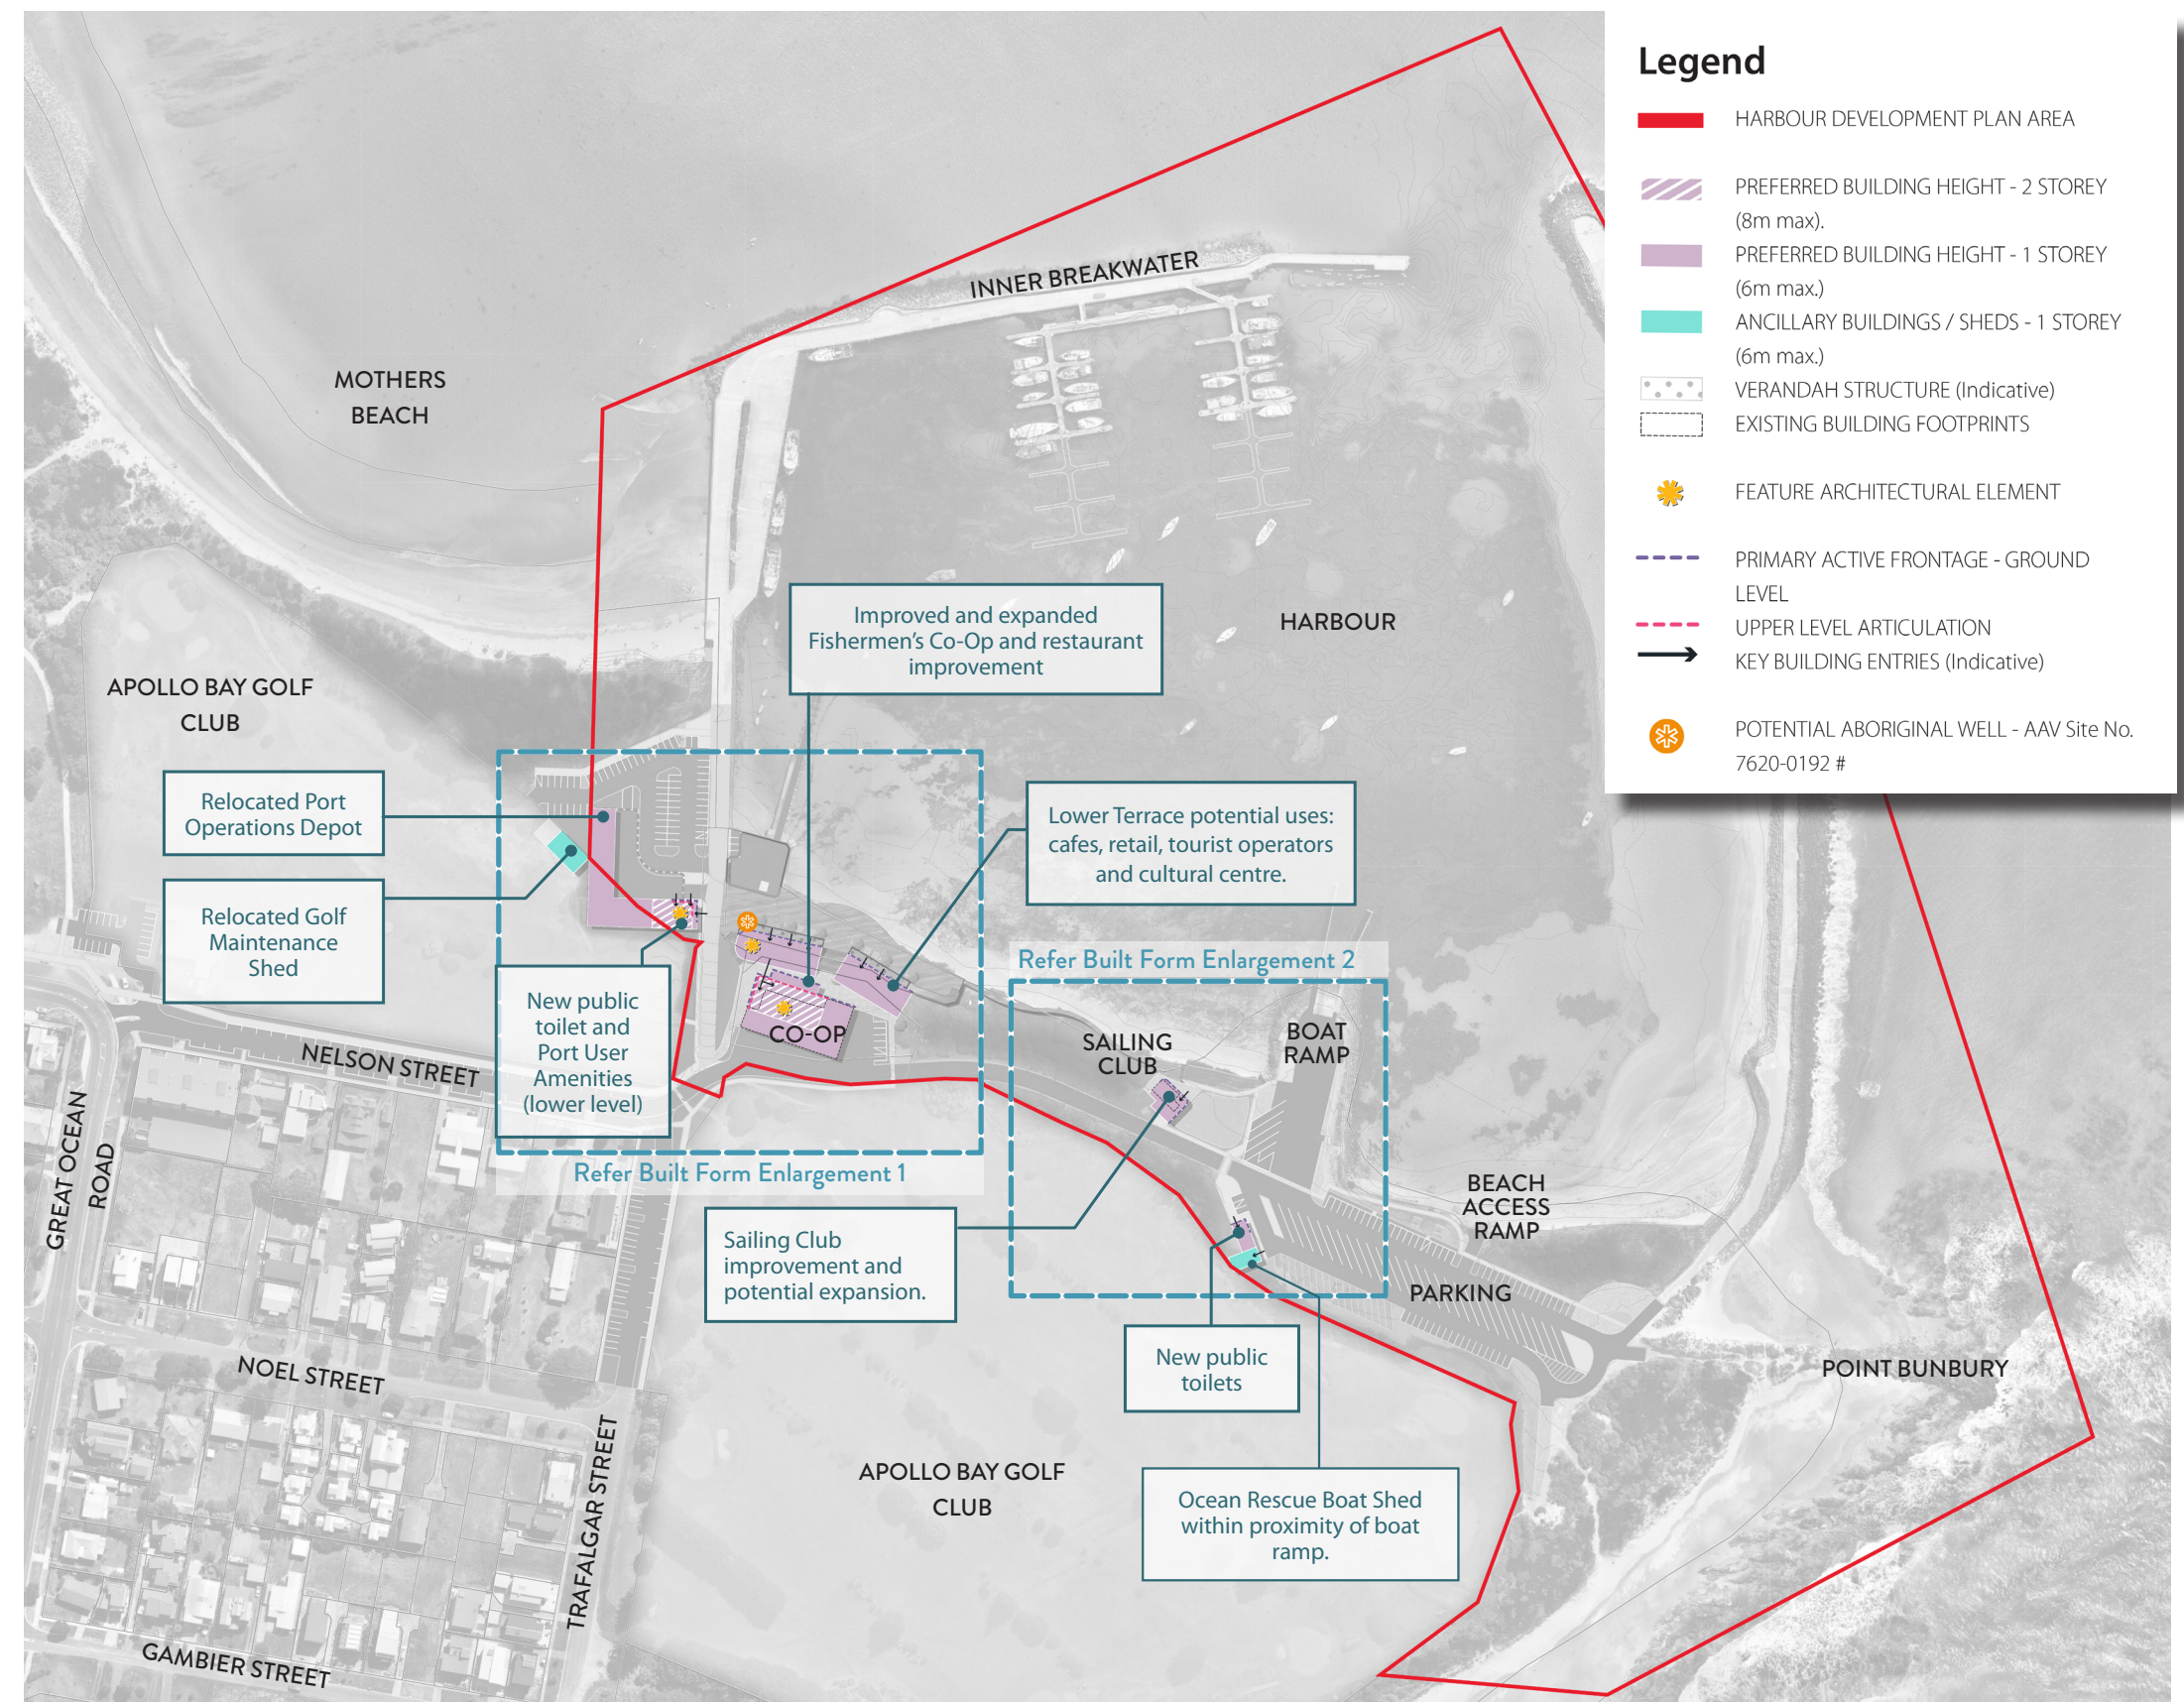 Legend
HARBOUR DEVELOPMENT PLAN AREA
PREFERRED BUILDING HEIGHT - 2 STOREY
(8m max).
PREFERRED BUILDING HEIGHT - 1 STOREY
(6m max.)
ANCILLARY BUILDINGS / SHEDS - 1 STOREY
(6m max.)
VERANDAH STRUCTURE (Indicative)
EXISTING BUILDING FOOTPRINTS
FEATURE ARCHITECTURAL ELEMENT
PRIMARY ACTIVE FRONTAGE - GROUND
LEVEL
UPPER LEVEL ARTICULATION
KEY BUILDING ENTRIES (Indicative)
POTENTIAL ABORIGINAL WELL - AAV Site No.
7620-0192 #
INNER BREAKWATER
MOTHERS
BEACH
HARBOUR
Improved and expanded
Fishermen's Co-Op and restaurant
improvement
APOLLO BAY GOLF
CLUB
Relocated Port
Operations Depot
Lower Terrace potential uses:
cafes, retail, tourist operators
and cultural centre.
Relocated Golf
Maintenance
Shed
Refer Built Form Enlargement 2
New public
toilet and
Port User
Amenities
(lower level)
CO-OP
SAILING
CLUB
BOAT
RAMP
NELSON STREET
GREAT OCEAN
ROAD
Refer Built Form Enlargement 1
BEACH
ACCESS
RAMP
Sailing Club
improvement and
potential expansion.
PARKING
New public
toilets
POINT BUNBURY
NOEL STREET
TRAFALGAR STREET
APOLLO BAY GOLF
CLUB
Ocean Rescue Boat Shed
within proximity of boat
ramp.
GAMBIER STREET